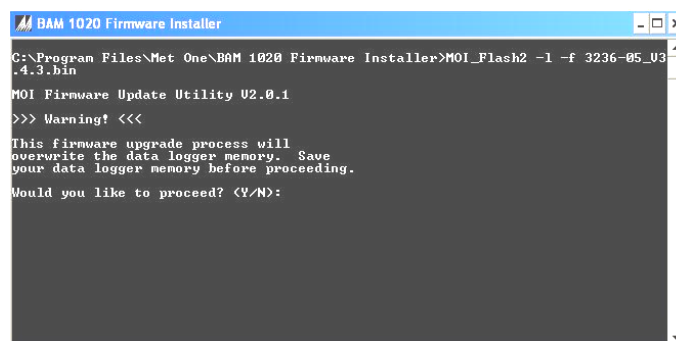 BAM 1020 Firmware Installer
C:\Program Files\Met One\BAM 1020 Firmware Installer>MOI_Flash2 -l -f 3236-05_V3
.4.3.bin
MOI Firmware Update Utility V2.0.1
>>> Warning! <<<
This firmware upgrade process will
overwrite the data logger memory.  Save
your data logger memory before proceeding.
Would you like to proceed? (Y/N):